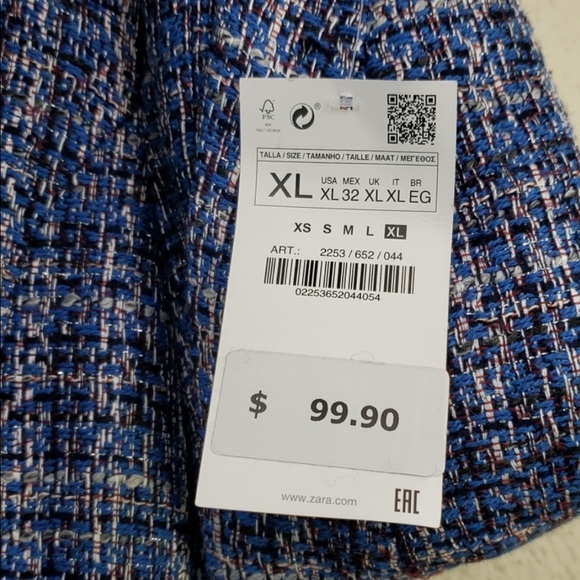 FSC
®
TALLA / SIZE / TAMANHO / TAILLE / MAAT / ΜΕΓΕΘΟΣ
XL USA XL MEX 32 UK XL IT XL BR EG
XS S M L XL
ART.: 2253 / 652 / 044
02253652044054
$ 99.90
www.zara.com
EAC